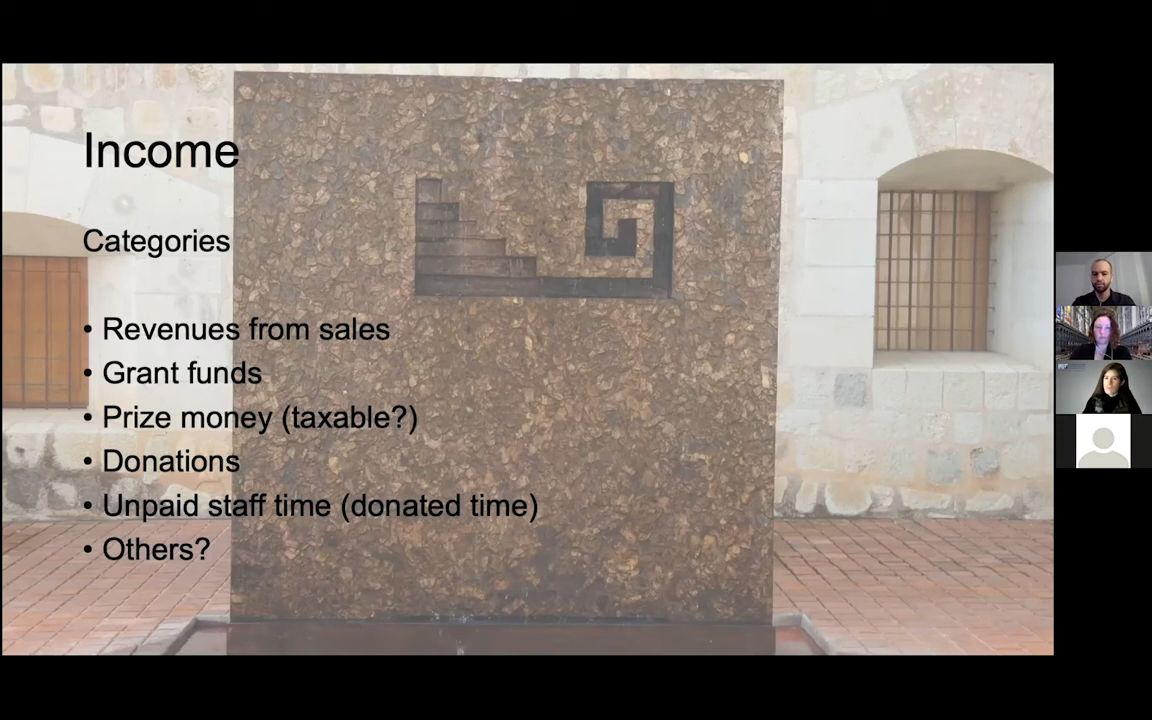 Income
Categories
• Revenues from sales
• Grant funds
• Prize money (taxable?)
• Donations
• Unpaid staff time (donated time)
• Others?